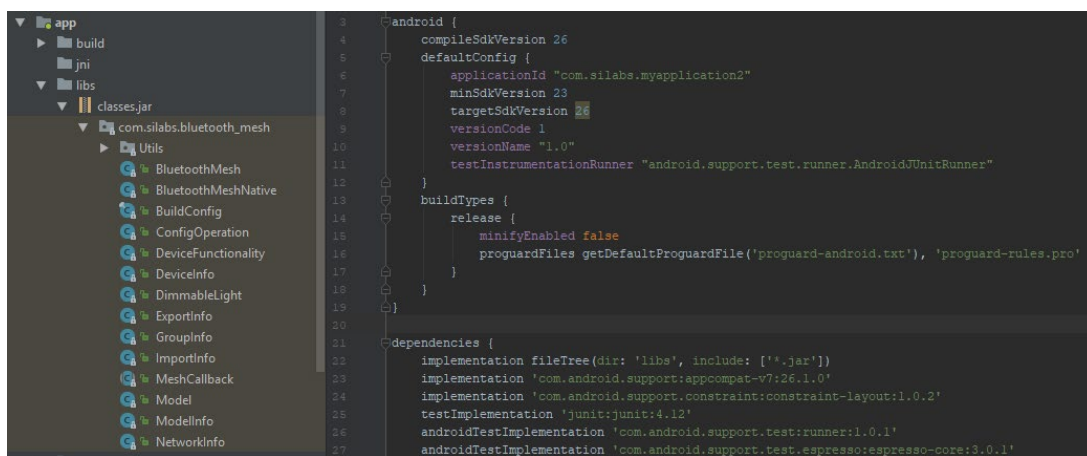 app
build
jni
libs
classes.jar
com.silabs.bluetooth_mesh
Utils
BluetoothMesh
BluetoothMeshNative
BuildConfig
ConfigOperation
DeviceFunctionality
DeviceInfo
DimmableLight
ExportInfo
GroupInfo
ImportInfo
MeshCallback
Model
ModelInfo
NetworkInfo
3 android {
4 compileSdkVersion 26
5 defaultConfig {
6 applicationId "com.silabs.myapplication2"
7 minSdkVersion 23
8 targetSdkVersion 26
9 versionCode 1
10 versionName "1.0"
11 testInstrumentationRunner "android.support.test.runner.AndroidJUnitRunner"
12 }
13 buildTypes {
14 release {
15 minifyEnabled false
16 proguardFiles getDefaultProguardFile('proguard-android.txt'), 'proguard-rules.pro'
17 }
18 }
19 }
20
21 dependencies {
22 implementation fileTree(dir: 'libs', include: ['*.jar'])
23 implementation 'com.android.support:appcompat-v7:26.1.0'
24 implementation 'com.android.support.constraint:constraint-layout:1.0.2'
25 testImplementation 'junit:junit:4.12'
26 androidTestImplementation 'com.android.support.test:runner:1.0.1'
27 androidTestImplementation 'com.android.support.test.espresso:espresso-core:3.0.1'